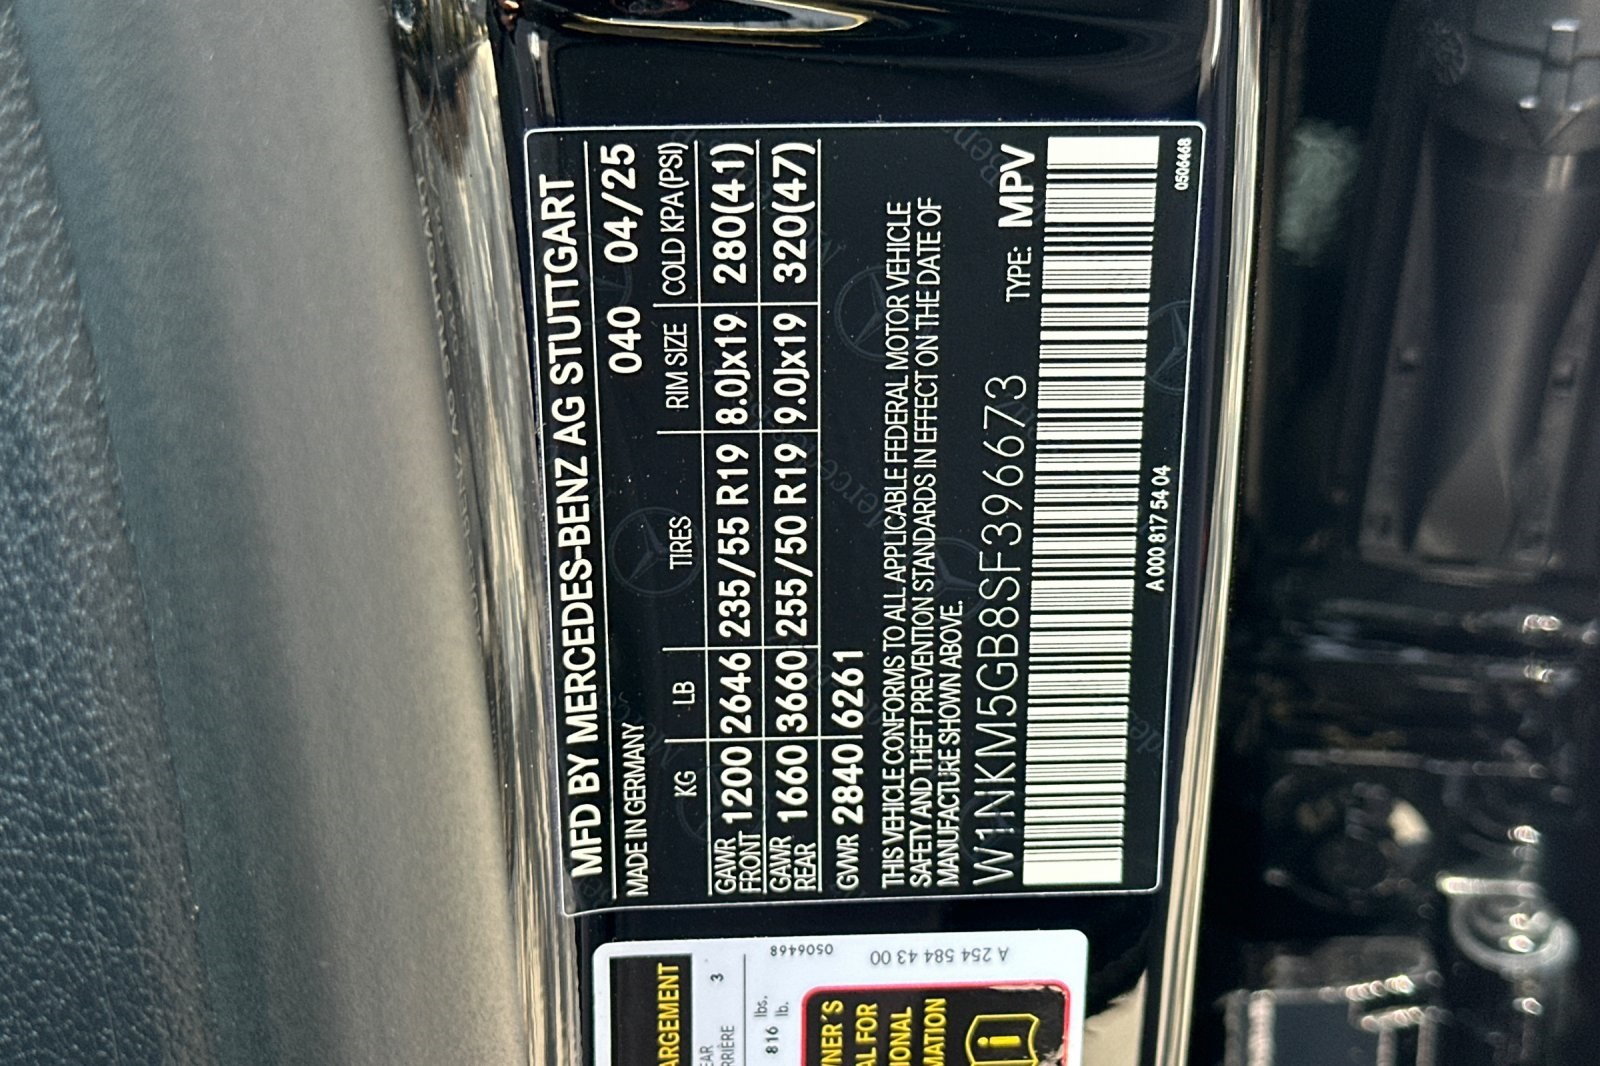 MFD BY MERCEDES-BENZ AG STUTTGART
MADE IN GERMANY 040 04/25
KG LB TIRES RIM SIZE COLD KPA (PSI)
GAWR FRONT 1200 2646 235/55 R19 8.0Jx19 280(41)
GAWR REAR 1660 3660 255/50 R19 9.0Jx19 320(47)
GVWR 2840 6261
THIS VEHICLE CONFORMS TO ALL APPLICABLE FEDERAL MOTOR VEHICLE
SAFETY AND THEFT PREVENTION STANDARDS IN EFFECT ON THE DATE OF
MANUFACTURE SHOWN ABOVE.
TYPE: MPV
W1NKM5GB8SF396673
A 000 817 54 04
0506468
0506468
A 254 584 43 00
3
816 lbs.
lb.
i